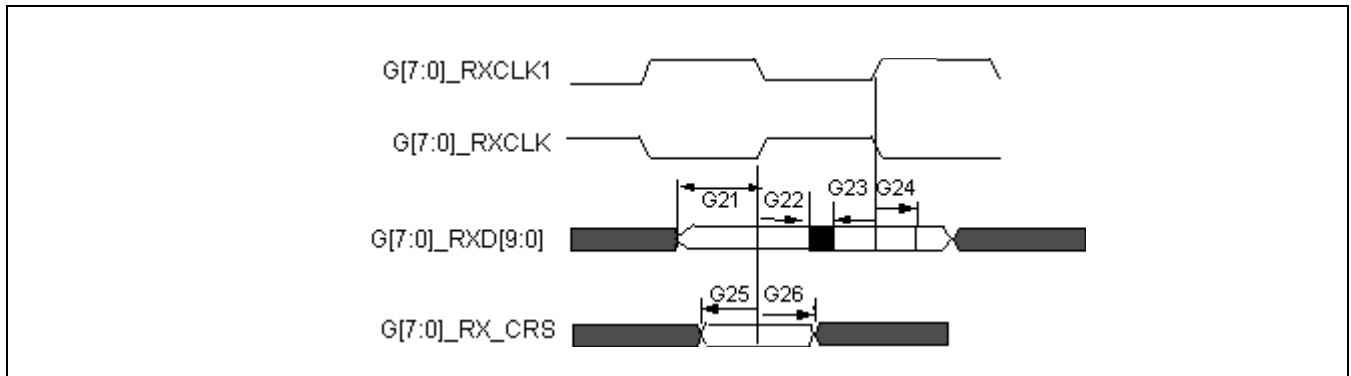 G[7:0]_RXCLK1
G[7:0]_RXCLK
G21 G22 G23 G24
G[7:0]_RXD[9:0]
G25 G26
G[7:0]_RX_CRS